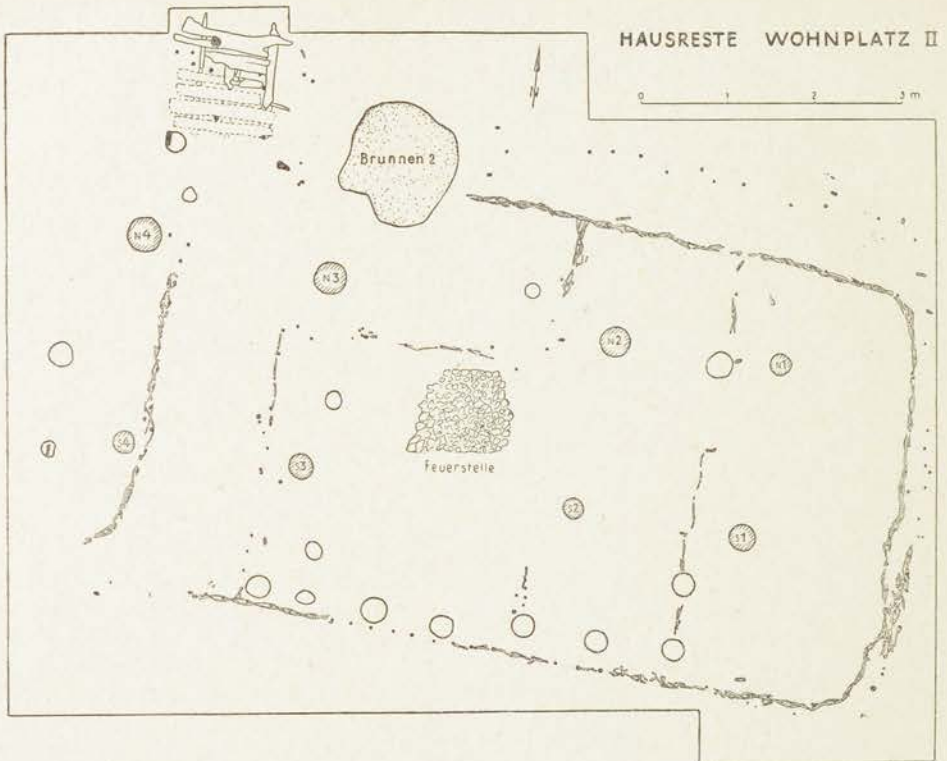 HAUSRESTE WOHNPLATZ II
N
0 1 2 3 m
Brunnen 2
N4
N3
N2
N1
S4
S3
Feuerstelle
S2
S1